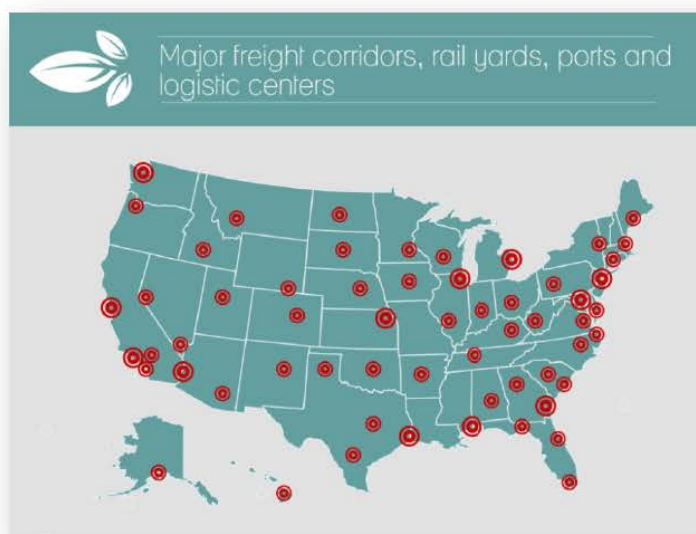 Major freight corridors, rail yards, ports and
logistic centers